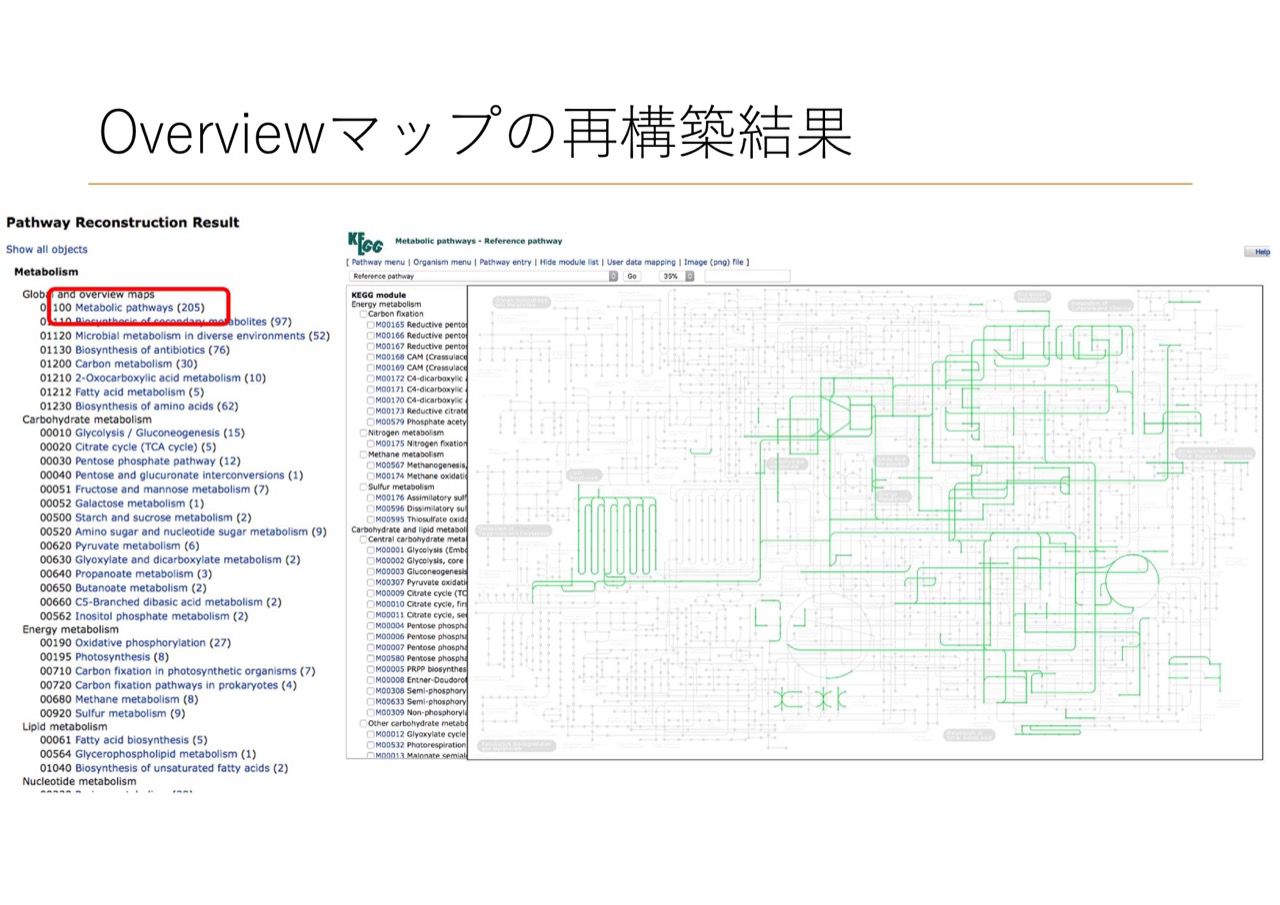 Overviewマップの再構築結果
Pathway Reconstruction Result
Show all objects
Metabolism
Global and overview maps
01100 Metabolic pathways (205)
01110 Biosynthesis of secondary metabolites (97)
01120 Microbial metabolism in diverse environments (52)
01130 Biosynthesis of antibiotics (76)
01200 Carbon metabolism (30)
01210 2-Oxocarboxylic acid metabolism (10)
01212 Fatty acid metabolism (5)
01230 Biosynthesis of amino acids (62)
Carbohydrate metabolism
00010 Glycolysis / Gluconeogenesis (15)
00020 Citrate cycle (TCA cycle) (5)
00030 Pentose phosphate pathway (12)
00040 Pentose and glucuronate interconversions (1)
00051 Fructose and mannose metabolism (7)
00052 Galactose metabolism (1)
00500 Starch and sucrose metabolism (2)
00520 Amino sugar and nucleotide sugar metabolism (9)
00620 Pyruvate metabolism (6)
00630 Glyoxylate and dicarboxylate metabolism (2)
00640 Propanoate metabolism (3)
00650 Butanoate metabolism (2)
00660 C5-Branched dibasic acid metabolism (2)
00562 Inositol phosphate metabolism (2)
Energy metabolism
00190 Oxidative phosphorylation (27)
00195 Photosynthesis (8)
00710 Carbon fixation in photosynthetic organisms (7)
00720 Carbon fixation pathways in prokaryotes (4)
00680 Methane metabolism (8)
00920 Sulfur metabolism (9)
Lipid metabolism
00061 Fatty acid biosynthesis (5)
00564 Glycerophospholipid metabolism (1)
01040 Biosynthesis of unsaturated fatty acids (2)
Nucleotide metabolism
KEGG
Metabolic pathways - Reference pathway
Help
[ Pathway menu | Organism menu | Pathway entry | Hide module list | User data mapping | Image (png) file ]
Reference pathway Go 35%
KEGG module
Energy metabolism
Carbon fixation
M00165 Reductive pento
M00166 Reductive pento
M00167 Reductive pento
M00168 CAM (Crassulace
M00169 CAM (Crassulace
M00172 C4-dicarboxylic
M00171 C4-dicarboxylic
M00170 C4-dicarboxylic
M00173 Reductive citrate
M00579 Phosphate acety
Nitrogen metabolism
M00175 Nitrogen fixation
Methane metabolism
M00567 Methanogenesis,
M00174 Methane oxidatio
Sulfur metabolism
M00176 Assimilatory sulf
M00596 Dissimilatory sul
M00595 Thiosulfate oxida
Carbohydrate and lipid metabol
Central carbohydrate meta
M00001 Glycolysis (Embd
M00002 Glycolysis, core
M00003 Gluconeogenesis
M00307 Pyruvate oxidati
M00009 Citrate cycle (TC
M00010 Citrate cycle, firs
M00011 Citrate cycle, se
M00004 Pentose phospha
M00006 Pentose phospha
M00007 Pentose phospha
M00580 Pentose phospha
M00005 PRPP biosynthes
M00008 Entner-Doudorof
M00308 Semi-phosphory
M00633 Semi-phosphory
M00309 Non-phosphoryla
Other carbohydrate metabo
M00012 Glyoxylate cycle
M00532 Photorespiration
M00013 Malonate semial